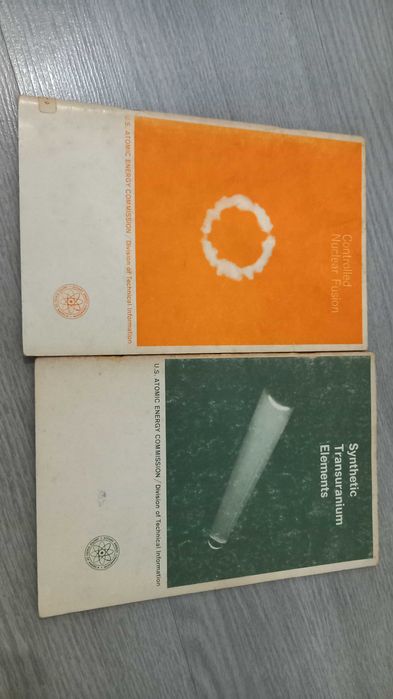 Controlled
Nuclear Fusion
U.S. ATOMIC ENERGY COMMISSION / Division of Technical Information
Synthetic
Transuranium
Elements
U.S. ATOMIC ENERGY COMMISSION / Division of Technical Information